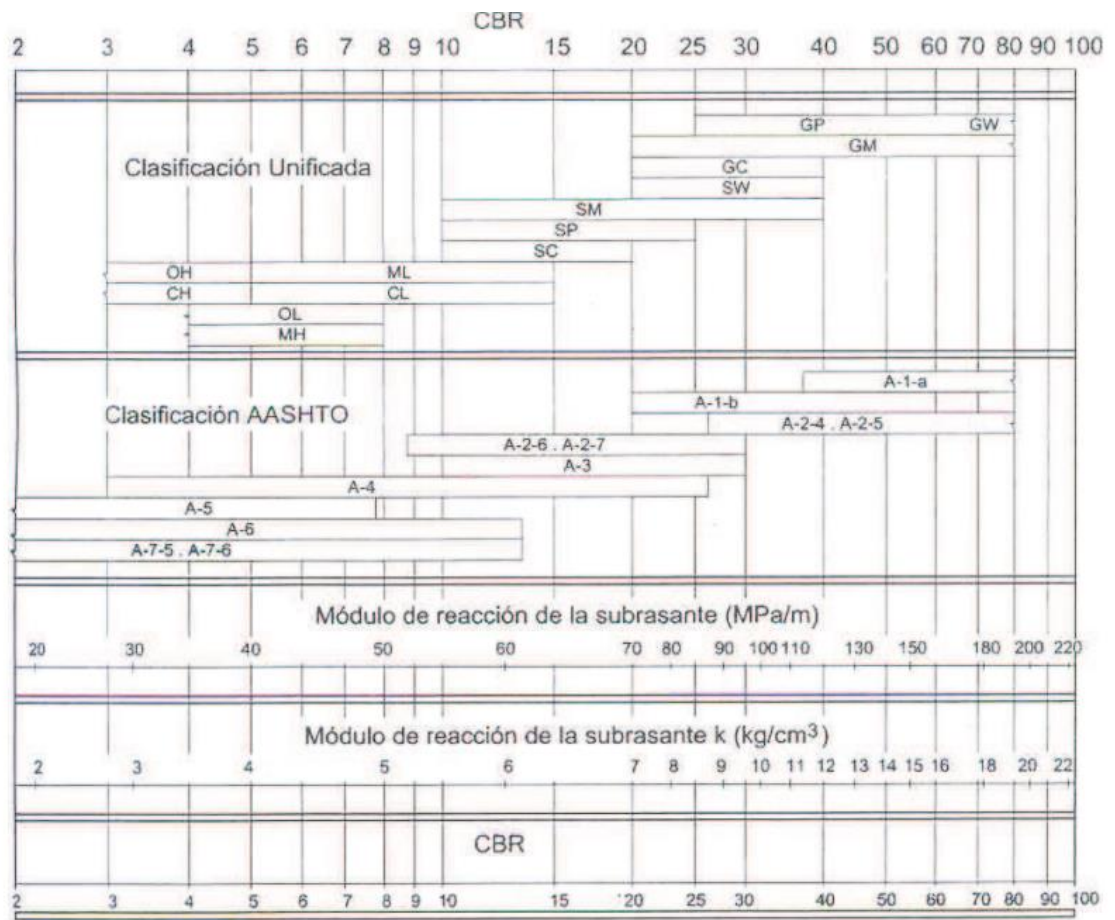 CBR
2 3 4 5 6 7 8 9 10 15 20 25 30 40 50 60 70 80 90 100
GP GW
Clasificación Unificada
GM
GC
SW
SM
SP
SC
OH ML
CH CL
OL
MH
A-1-a
Clasificación AASHTO
A-1-b
A-2-4 . A-2-5
A-2-6 . A-2-7
A-3
A-4
A-5
A-6
A-7-5 . A-7-6
Módulo de reacción de la subrasante (MPa/m)
20 30 40 50 60 70 80 90 100 110 130 150 180 200 220
Módulo de reacción de la subrasante k (kg/cm³)
2 3 4 5 6 7 8 9 10 11 12 13 14 15 16 18 20 22
CBR
2 3 4 5 6 7 8 9 10 15 20 25 30 40 50 60 70 80 90 100